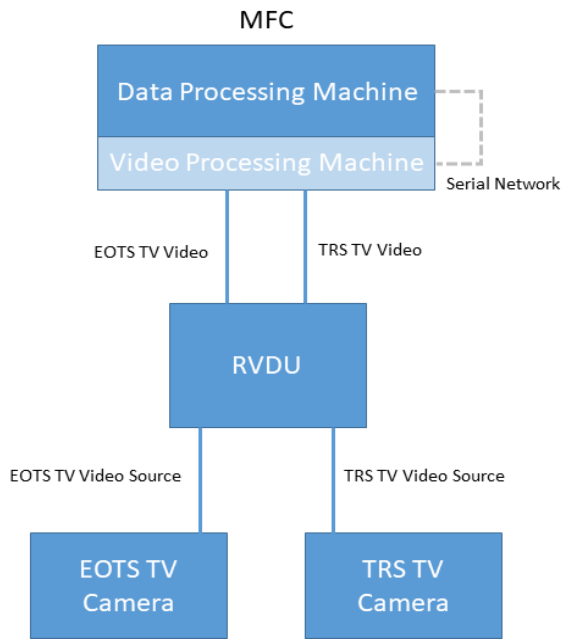 MFC
Data Processing Machine
Video Processing Machine
Serial Network
EOTS TV Video
TRS TV Video
RVDU
EOTS TV Video Source
TRS TV Video Source
EOTS TV
Camera
TRS TV
Camera